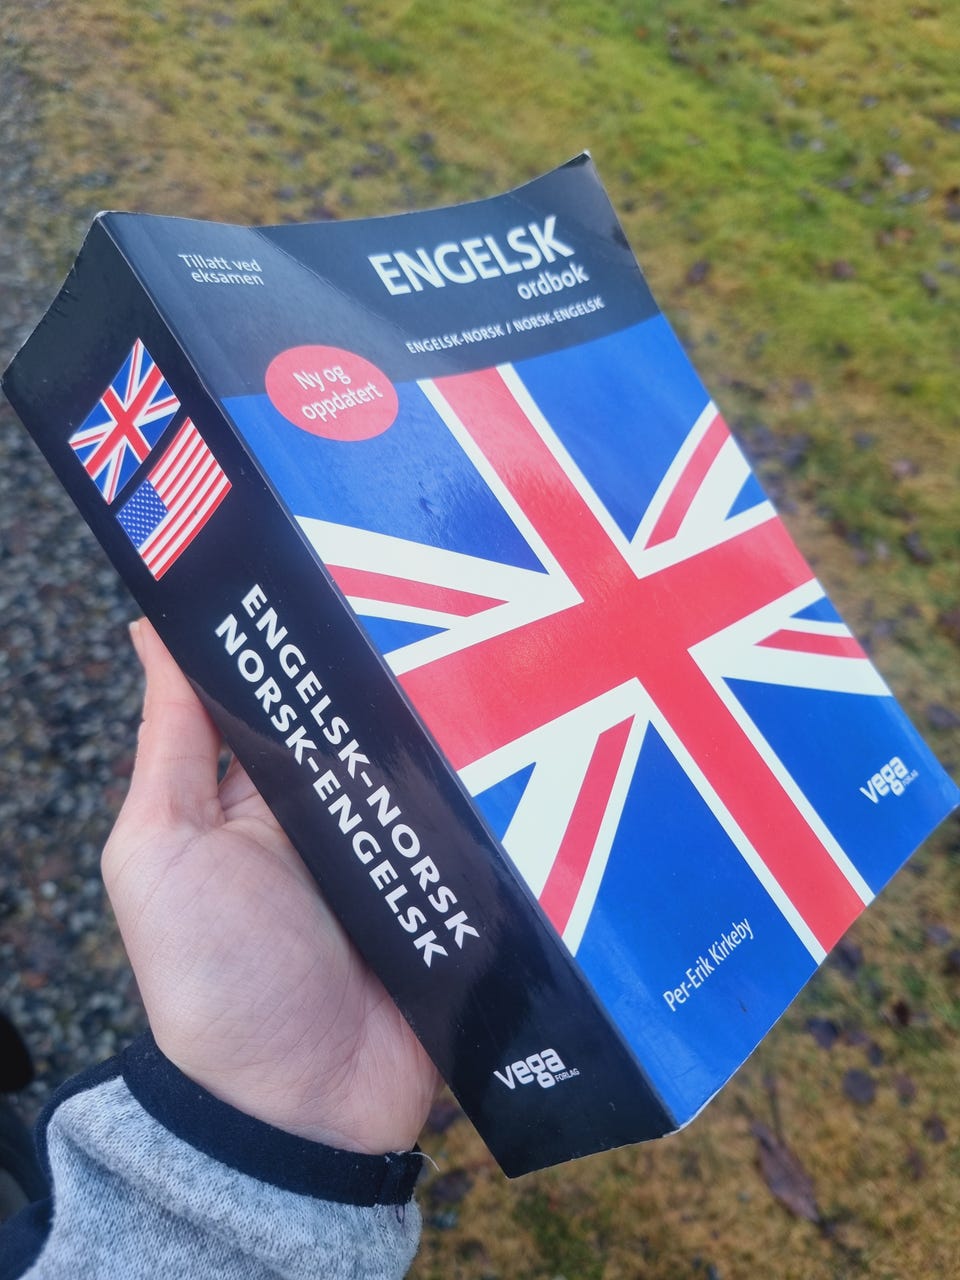 Tillatt ved
eksamen
ENGELSK
ordbok
ENGELSK-NORSK / NORSK-ENGELSK
Ny og
oppdatert
vega
FORLAG
Per-Erik Kirkeby
ENGELSK-NORSK
NORSK-ENGELSK
vega
FORLAG